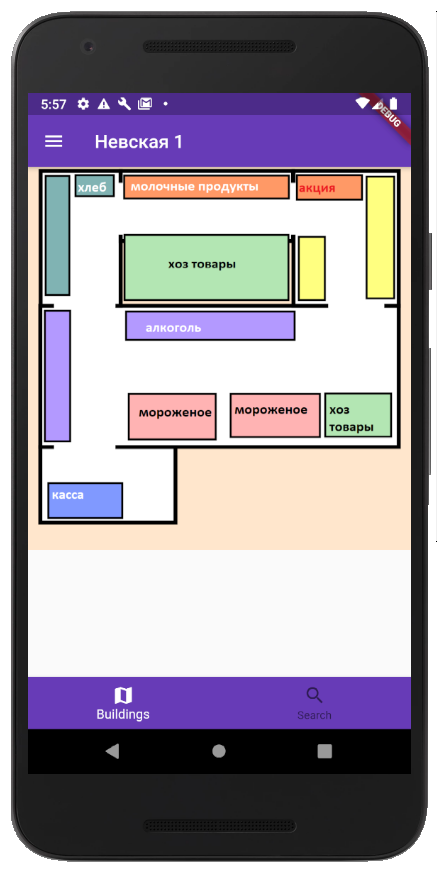 5:57
DEBUG
Невская 1
хлеб
молочные продукты
акция
хоз товары
алкоголь
мороженое
мороженое
хоз
товары
касса
Buildings
Search